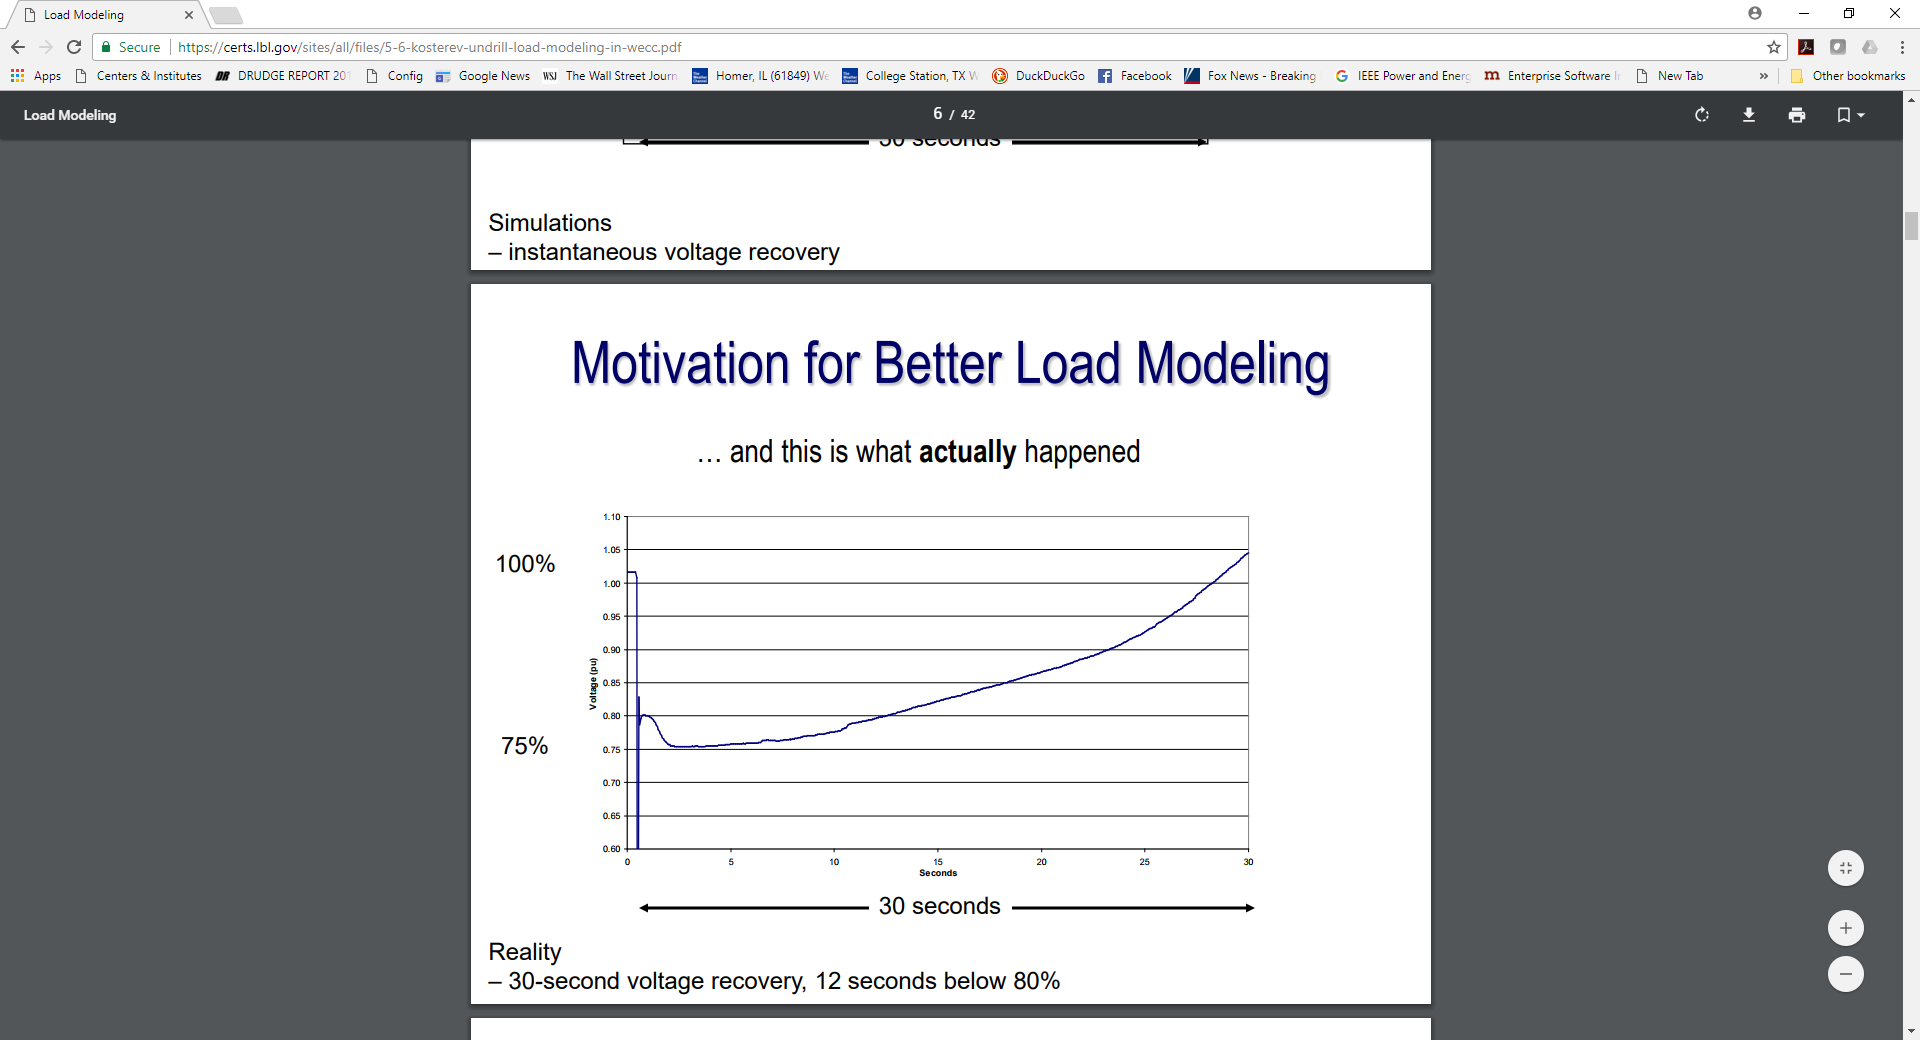 Load Modeling
Secure
https://certs.lbl.gov/sites/all/files/5-6-kosterev-undrill-load-modeling-in-wecc.pdf
Apps
Centers & Institutes
DR
DRUDGE REPORT 201
Config
Google News
WSJ
The Wall Street Journ
Homer, IL (61849) We
College Station, TX W
DuckDuckGo
Facebook
Fox News - Breaking
IEEE Power and Energ
Enterprise Software In
New Tab
»
Other bookmarks
Load Modeling
6 / 42
30 seconds
Simulations
– instantaneous voltage recovery
Motivation for Better Load Modeling
… and this is what actually happened
100%
75%
Voltage (pu)
1.10
1.05
1.00
0.95
0.90
0.85
0.80
0.75
0.70
0.65
0.60
0 5 10 15 20 25 30
Seconds
30 seconds
Reality
– 30-second voltage recovery, 12 seconds below 80%